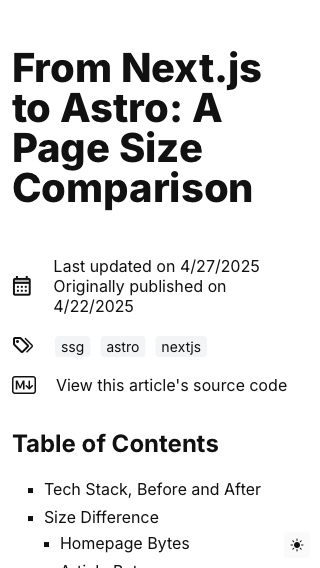 From Next.js
to Astro: A
Page Size
Comparison
Last updated on 4/27/2025
Originally published on
4/22/2025
ssg astro nextjs
View this article's source code
Table of Contents
Tech Stack, Before and After
Size Difference
Homepage Bytes